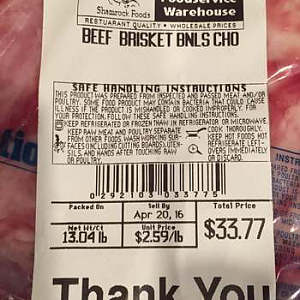 Shamrock Foods
Foodservice
Warehouse
RESTUARANT QUALITY • WHOLESALE PRICES
BEEF BRISKET BNLS CHO
SAFE HANDLING INSTRUCTIONS
THIS PRODUCT WAS PREPARED FROM INSPECTED AND PASSED MEAT AND/OR
POULTRY. SOME FOOD PRODUCT MAY CONTAIN BACTERIA THAT COULD CAUSE
ILLNESS IF THE PRODUCT IS MISHANDLED OR COOKED IMPROPERLY. FOR
YOUR PROTECTION, FOLLOW THESE SAFE HANDLING INSTRUCTIONS.
KEEP REFRIGERATED OR FROZEN THAW IN REFRIGERATOR OR MICROWAVE
KEEP RAW MEAT AND POULTRY SEPARATE COOK THOROUGHLY.
FROM OTHER FOODS. WASH WORKING SUR- KEEP HOT FOODS HOT
FACES (INCLUDING CUTTING BOARDS), UTEN- REFRIGERATE LEFT-
SILS, AND HANDS AFTER TOUCHING RAW OVERS IMMEDIATELY
OR POULTRY. OR DISCARD.
0 292103 033775
Packed On Sell By Total Price
Apr 20, 16
$33.77
Net Wt/Ct Unit Price
13.04 lb $2.59/lb
Thank You